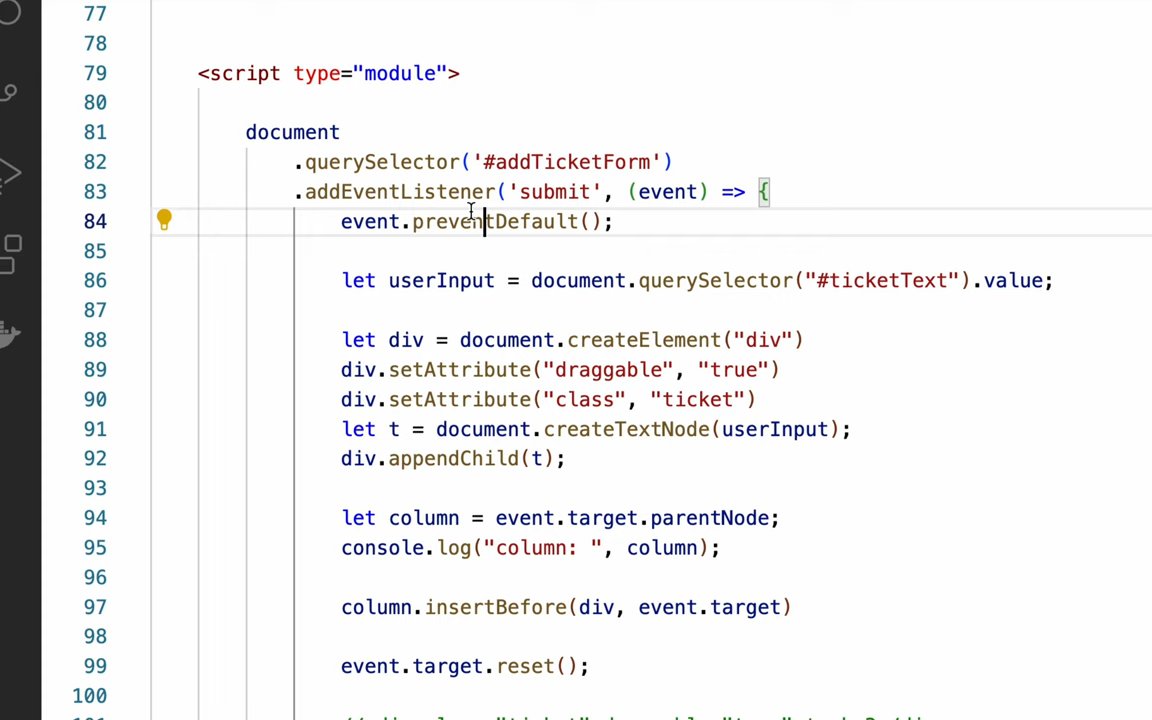 77
78
79 <script type="module">
80
81 document
82 .querySelector('#addTicketForm')
83 .addEventListener('submit', (event) => {
84 event.preventDefault();
85
86 let userInput = document.querySelector("#ticketText").value;
87
88 let div = document.createElement("div")
89 div.setAttribute("draggable", "true")
90 div.setAttribute("class", "ticket")
91 let t = document.createTextNode(userInput);
92 div.appendChild(t);
93
94 let column = event.target.parentNode;
95 console.log("column: ", column);
96
97 column.insertBefore(div, event.target)
98
99 event.target.reset();
100